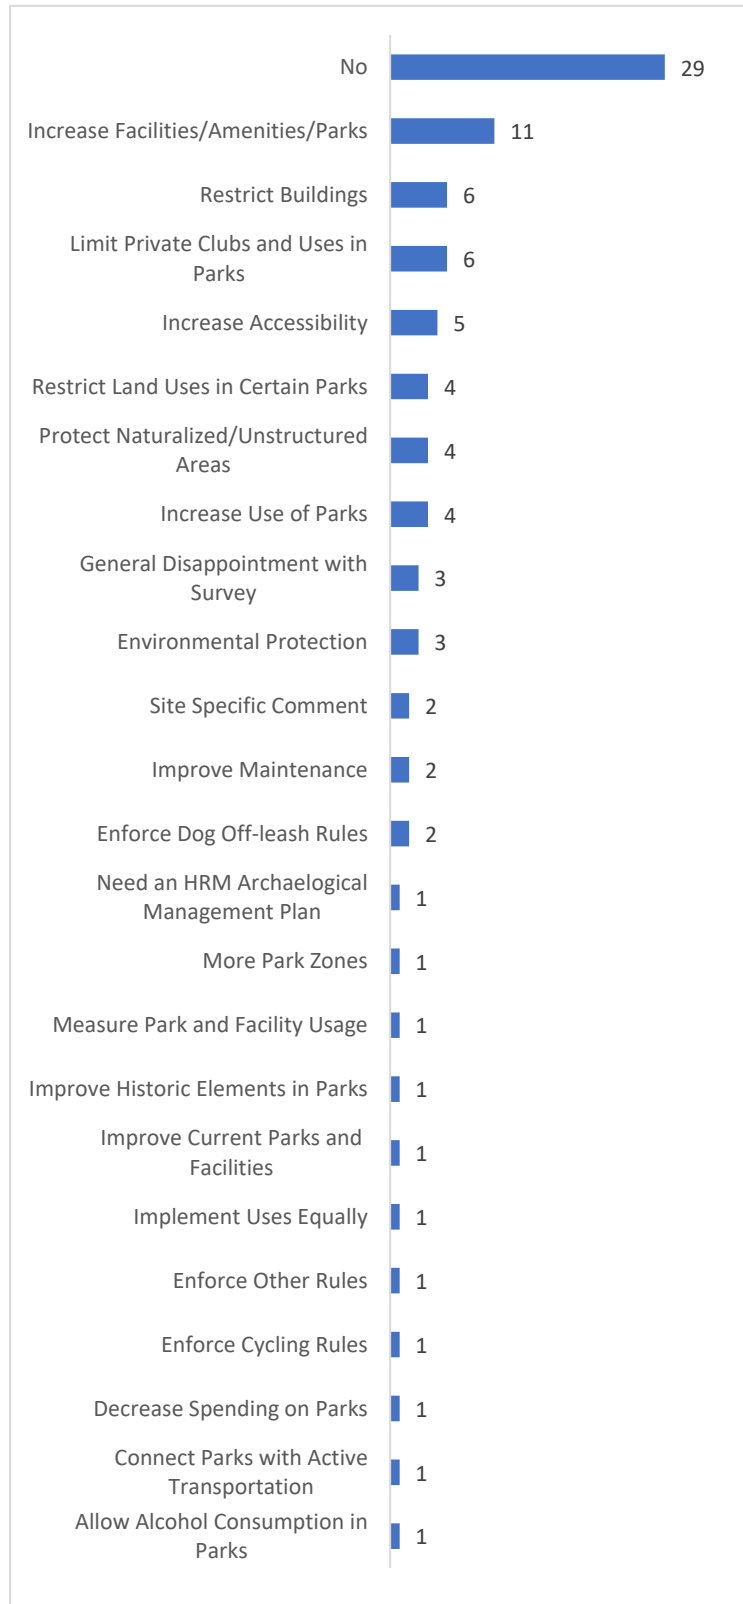 No
29
Increase Facilities/Amenities/Parks
11
Restrict Buildings
6
Limit Private Clubs and Uses in
Parks
6
Increase Accessibility
5
Restrict Land Uses in Certain Parks
4
Protect Naturalized/Unstructured
Areas
4
Increase Use of Parks
4
General Disappointment with
Survey
3
Environmental Protection
3
Site Specific Comment
2
Improve Maintenance
2
Enforce Dog Off-leash Rules
2
Need an HRM Archaelogical
Management Plan
1
More Park Zones
1
Measure Park and Facility Usage
1
Improve Historic Elements in Parks
1
Improve Current Parks and
Facilities
1
Implement Uses Equally
1
Enforce Other Rules
1
Enforce Cycling Rules
1
Decrease Spending on Parks
1
Connect Parks with Active
Transportation
1
Allow Alcohol Consumption in
Parks
1